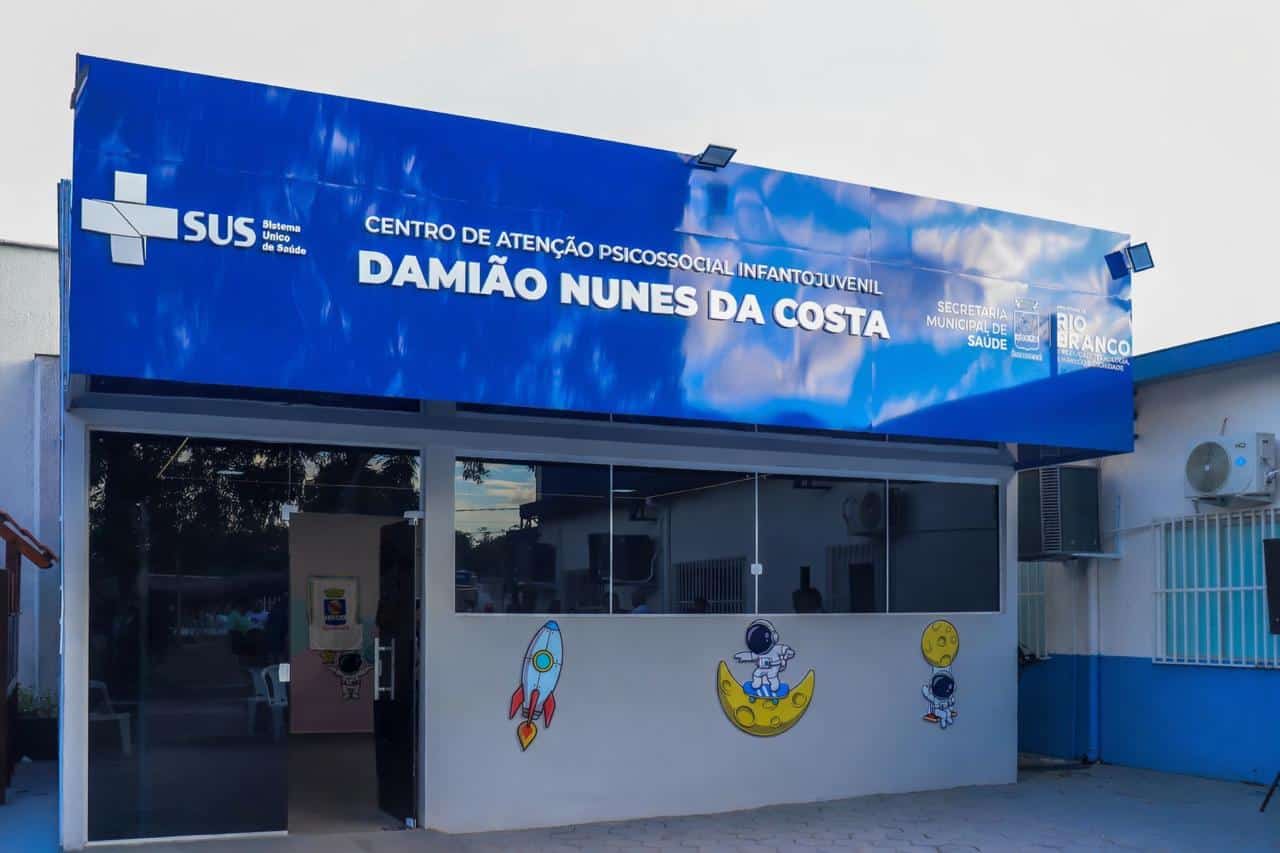 SUS
Sistema
Unico
de Saúde
CENTRO DE ATENÇÃO PSICOSSOCIAL INFANTOJUVENIL
DAMIÃO NUNES DA COSTA
SECRETARIA
MUNICIPAL DE
SAÚDE
RIO
BRANCO